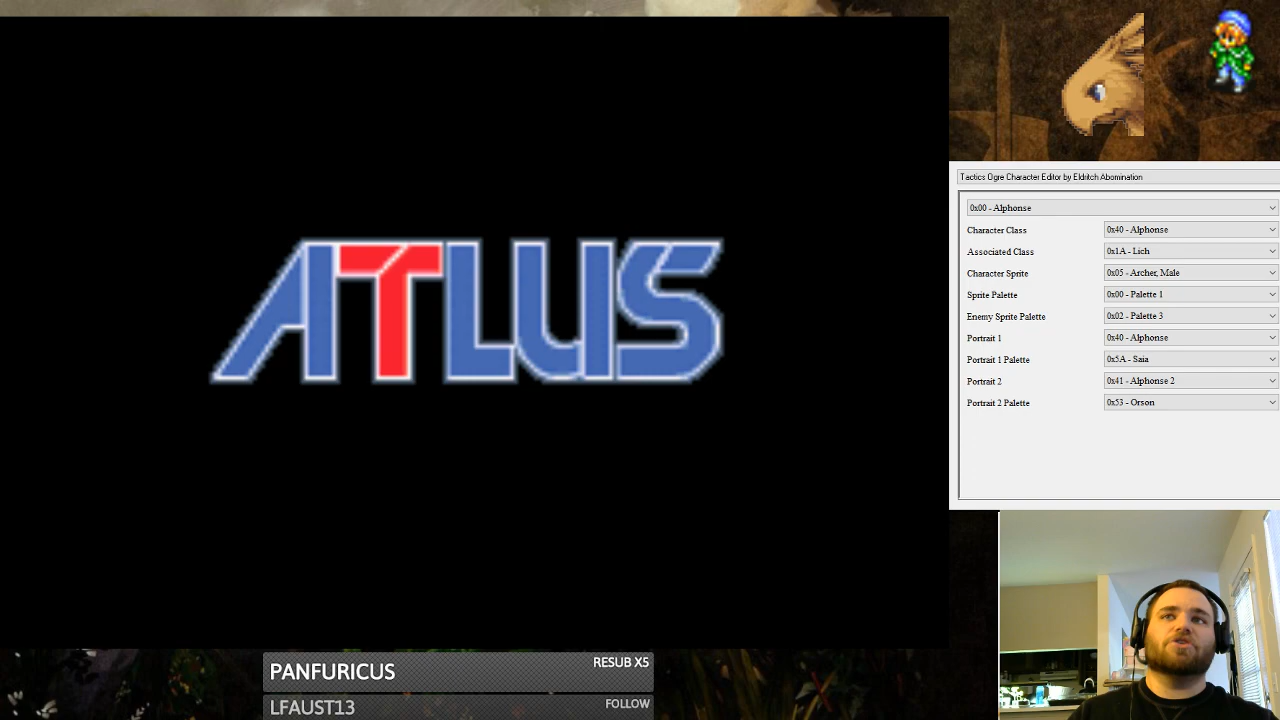 ATLUS
Tactics Ogre Character Editor by Eldritch Abomination
0x00 - Alphonse
Character Class 0x40 - Alphonse
Associated Class 0x1A - Lich
Character Sprite 0x05 - Archer, Male
Sprite Palette 0x00 - Palette 1
Enemy Sprite Palette 0x02 - Palette 3
Portrait 1 0x40 - Alphonse
Portrait 1 Palette 0x5A - Saia
Portrait 2 0x41 - Alphonse 2
Portrait 2 Palette 0x53 - Orson
PANFURICUS RESUB X5
LFAUST13 FOLLOW